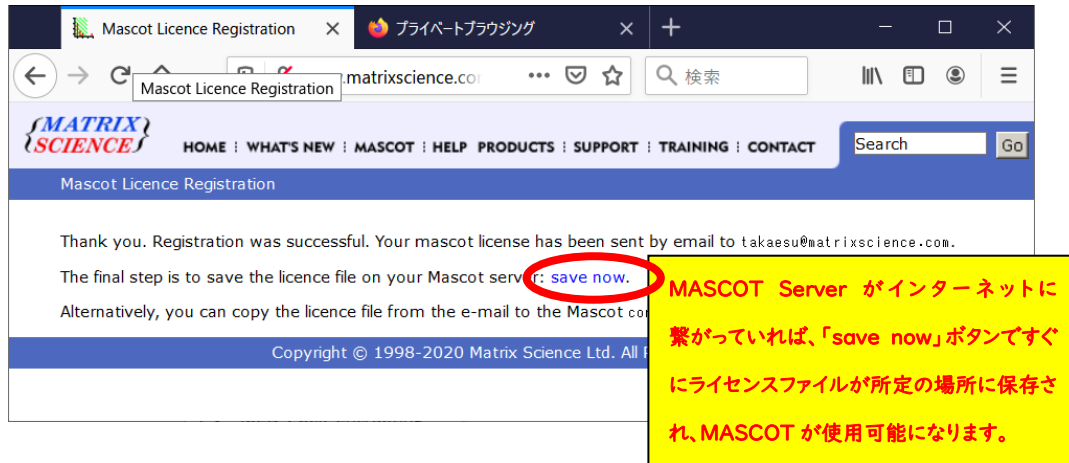 Mascot Licence Registration
プライベートブラウジング
.matrixscience.co
検索
Mascot Licence Registration
{MATRIX}
{SCIENCE}
HOME WHAT'S NEW MASCOT HELP PRODUCTS SUPPORT TRAINING CONTACT
Search Go
Mascot Licence Registration
Thank you. Registration was successful. Your mascot license has been sent by email to takaesu@matrixscience.com.
The final step is to save the licence file on your Mascot server: save now.
Alternatively, you can copy the licence file from the e-mail to the Mascot
Copyright © 1998-2020 Matrix Science Ltd. All
MASCOT Server がインターネットに
繋がっていれば、「save now」ボタンですぐ
にライセンスファイルが所定の場所に保存さ
れ、MASCOT が使用可能になります。